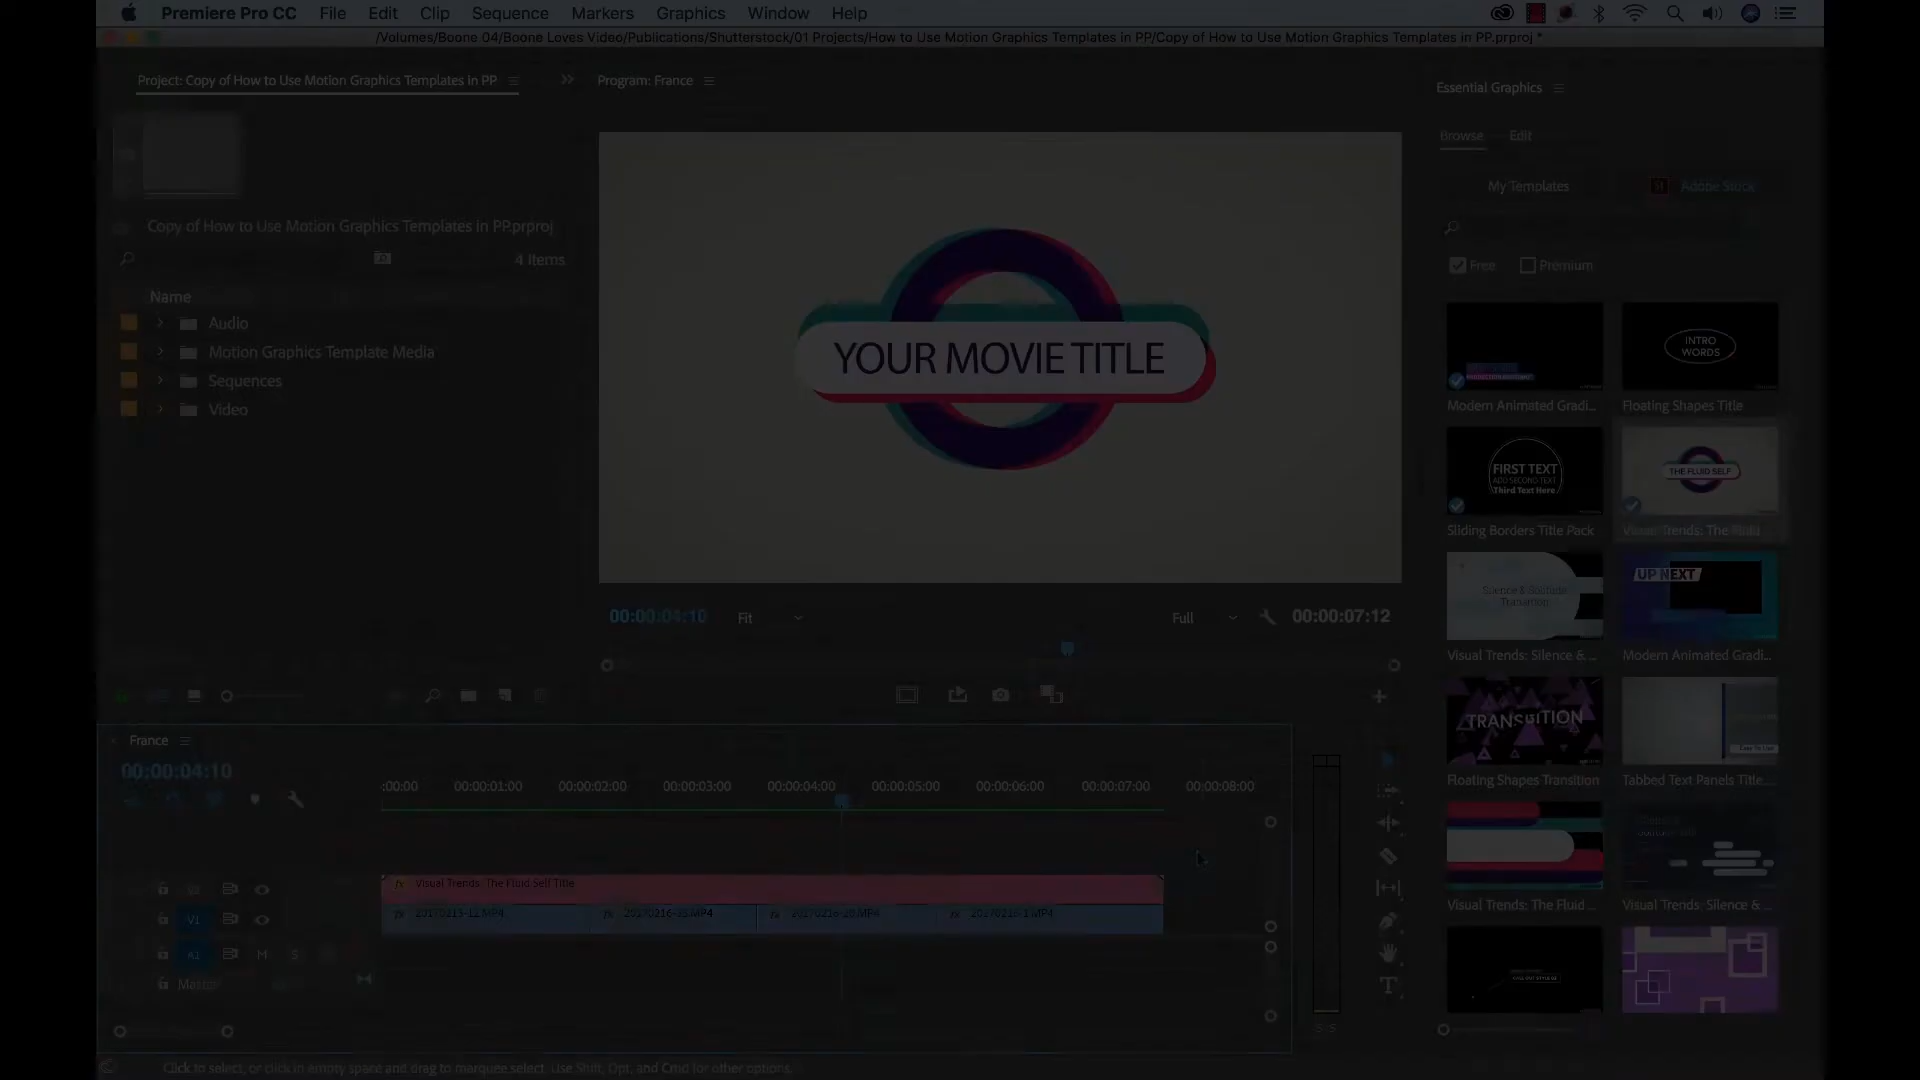 Premiere Pro CC File Edit Clip Sequence Markers Graphics Window Help
/Volumes/Boone 04/Boone Loves Video/Publications/Shutterstock/01 Projects/How to Use Motion Graphics Templates in PP/Copy of How to Use Motion Graphics Templates in PP.prproj *
Project: Copy of How to Use Motion Graphics Templates in PP
Program: France
Essential Graphics
Browse Edit
My Templates
St Adobe Stock
Copy of How to Use Motion Graphics Templates in PP.prproj
4 Items
Free Premium
Name
Audio
Motion Graphics Template Media
Sequences
Video
YOUR MOVIE TITLE
INTRO
WORDS
Modern Animated Gradi...
Floating Shapes Title
FIRST TEXT
ADD SECOND TEXT
Third Text Here
THE FLUID SELF
Sliding Borders Title Pack
Visual Trends: The Fluid
Silence & Solitude
Transition
UP NEXT
Visual Trends: Silence & ...
Modern Animated Gradi...
00:00:04:10
Fit
Full
00:00:07:12
TRANSITION
Floating Shapes Transition
Tabbed Text Panels Title...
France
00:00:04:10
:00:00 00:00:01:00 00:00:02:00 00:00:03:00 00:00:04:00 00:00:05:00 00:00:06:00 00:00:07:00 00:00:08:00
Visual Trends: The Fluid ...
Visual Trends: Silence & ...
V2
fx Visual Trends: The Fluid Self Title
V1
fx fx 20170216-33.MP4 fx fx 20170216-1.MP4
A1 M S
Master
S S
Click to select, or click in empty space and drag to marquee select. Use Shift, Opt, and Cmd for other options.